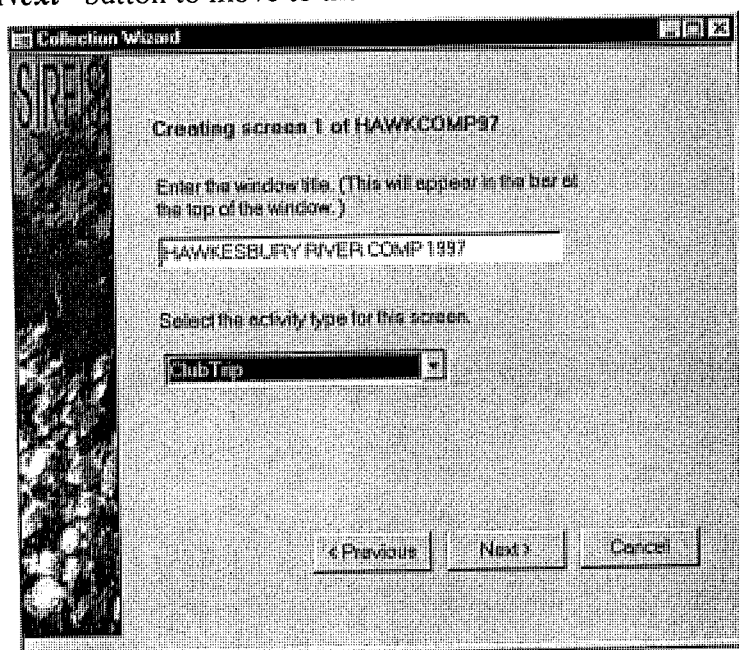 Next" button to move to
Collection Wizard
SIRFIS
Creating screen 1 of HAWKCOMP97
Enter the window title. (This will appear in the bar at
the top of the window.)
HAWKESBURY RIVER COMP 1997
Select the activity type for this screen.
ClubTrip
< Previous Next > Cancel